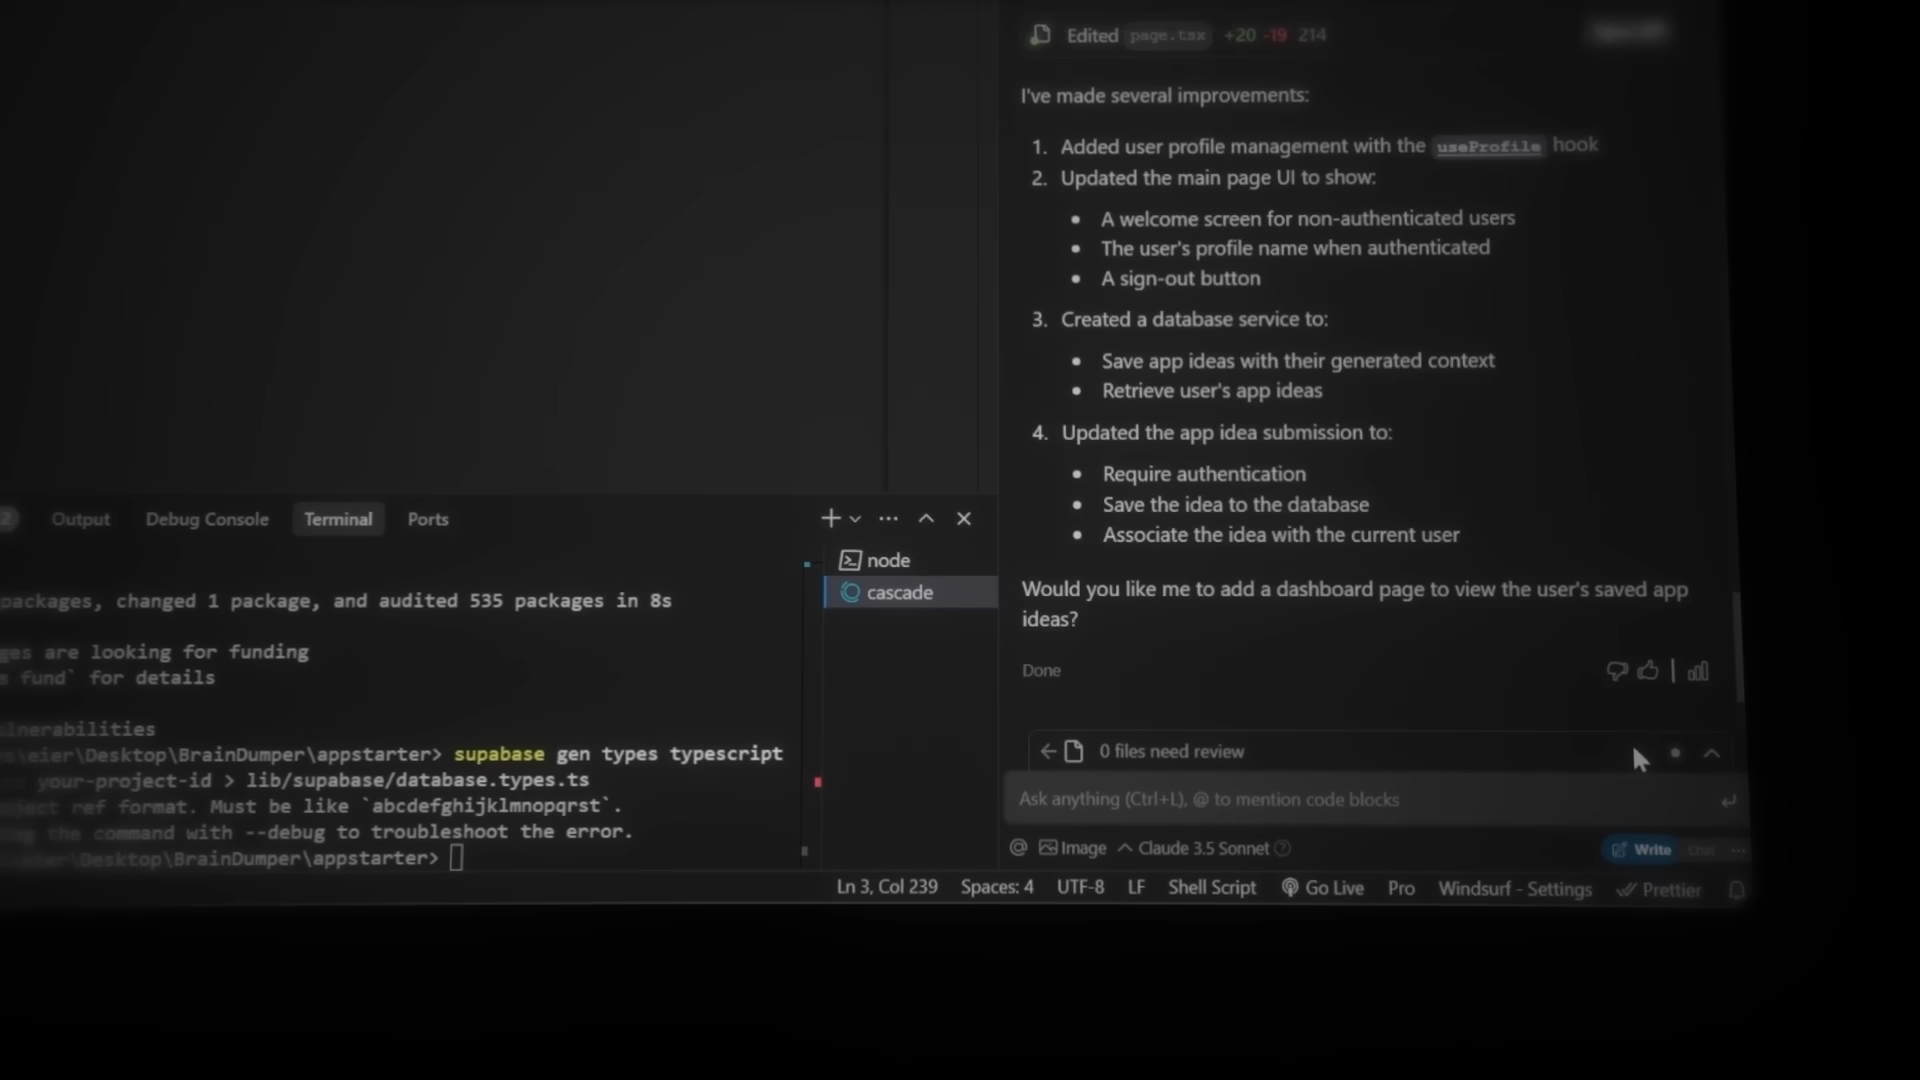 Edited page.tsx +20 -19 214
I've made several improvements:
1. Added user profile management with the useProfile hook
2. Updated the main page UI to show:
• A welcome screen for non-authenticated users
• The user's profile name when authenticated
• A sign-out button
3. Created a database service to:
• Save app ideas with their generated context
• Retrieve user's app ideas
4. Updated the app idea submission to:
• Require authentication
• Save the idea to the database
• Associate the idea with the current user
Would you like me to add a dashboard page to view the user's saved app
ideas?
Done
0 files need review
Ask anything (Ctrl+L), @ to mention code blocks
@ Image Claude 3.5 Sonnet
Write Chat
2 Output Debug Console Terminal Ports
node
cascade
packages, changed 1 package, and audited 535 packages in 8s
ges are looking for funding
fund` for details
lnerabilities
eier\Desktop\BrainDumper\appstarter> supabase gen types typescript
your-project-id > lib/supabase/database.types.ts
ject ref format. Must be like `abcdefghijklmnopqrst`.
ng the command with --debug to troubleshoot the error.
eier\Desktop\BrainDumper\appstarter>
Ln 3, Col 239 Spaces: 4 UTF-8 LF Shell Script Go Live Pro Windsurf - Settings Prettier